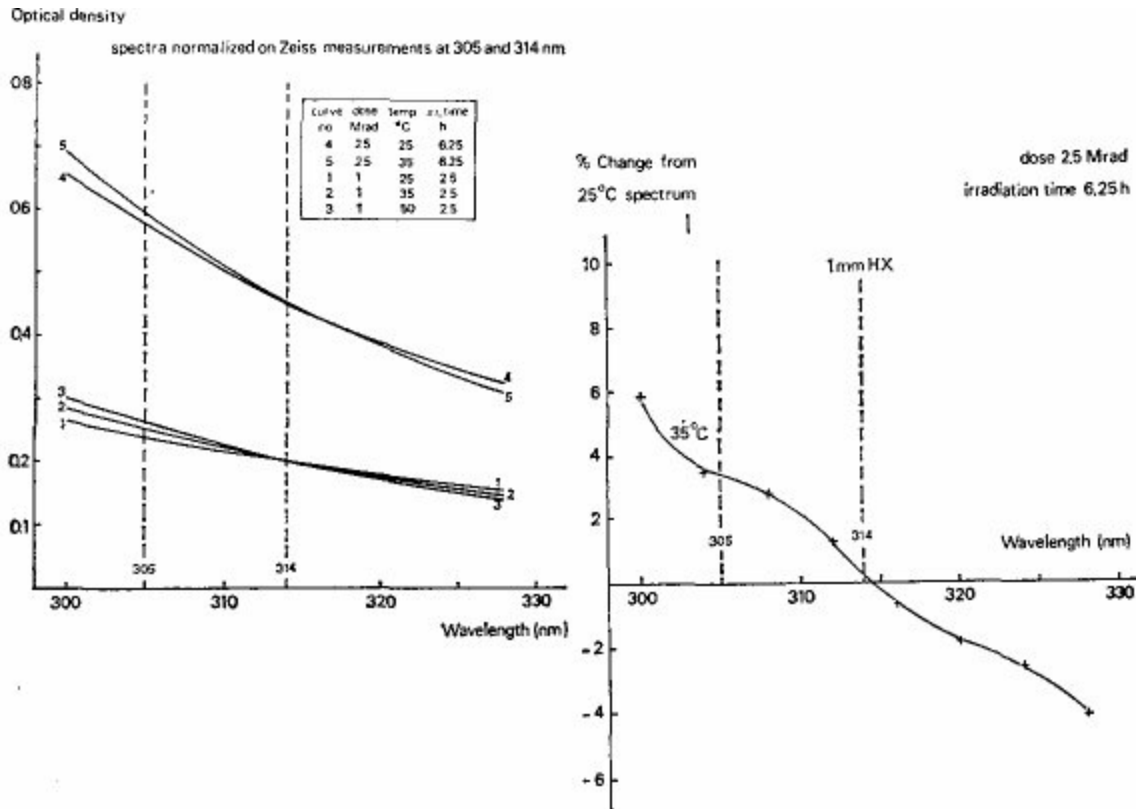 Optical density
spectra normalized on Zeiss measurements at 305 and 314 nm
Curve dose Temp time
no Mrad °C h
4 25 25 6.25
5 25 35 6.25
1 1 25 2.5
2 1 35 2.5
3 1 50 2.5
0.8
0.6
0.4
0.2
0.1
5
4
3
2
1
4
5
1
2
3
305
314
300
310
320
330
Wavelength (nm)
% Change from
25°C spectrum
dose 2,5 Mrad
irradiation time 6,25 h
1mm HX
10
8
6
4
2
-2
-4
-6
35°C
305
314
Wavelength (nm)
300
310
320
330